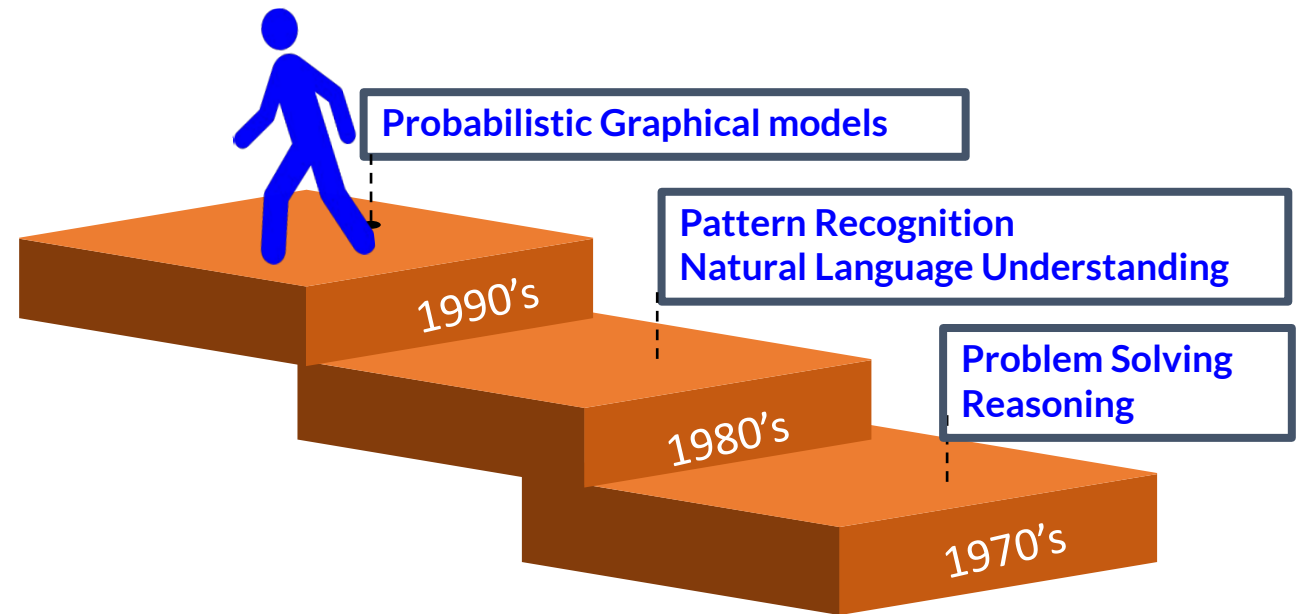 Probabilistic Graphical models
Pattern Recognition
Natural Language Understanding
1990's
Problem Solving
Reasoning
1980's
1970's